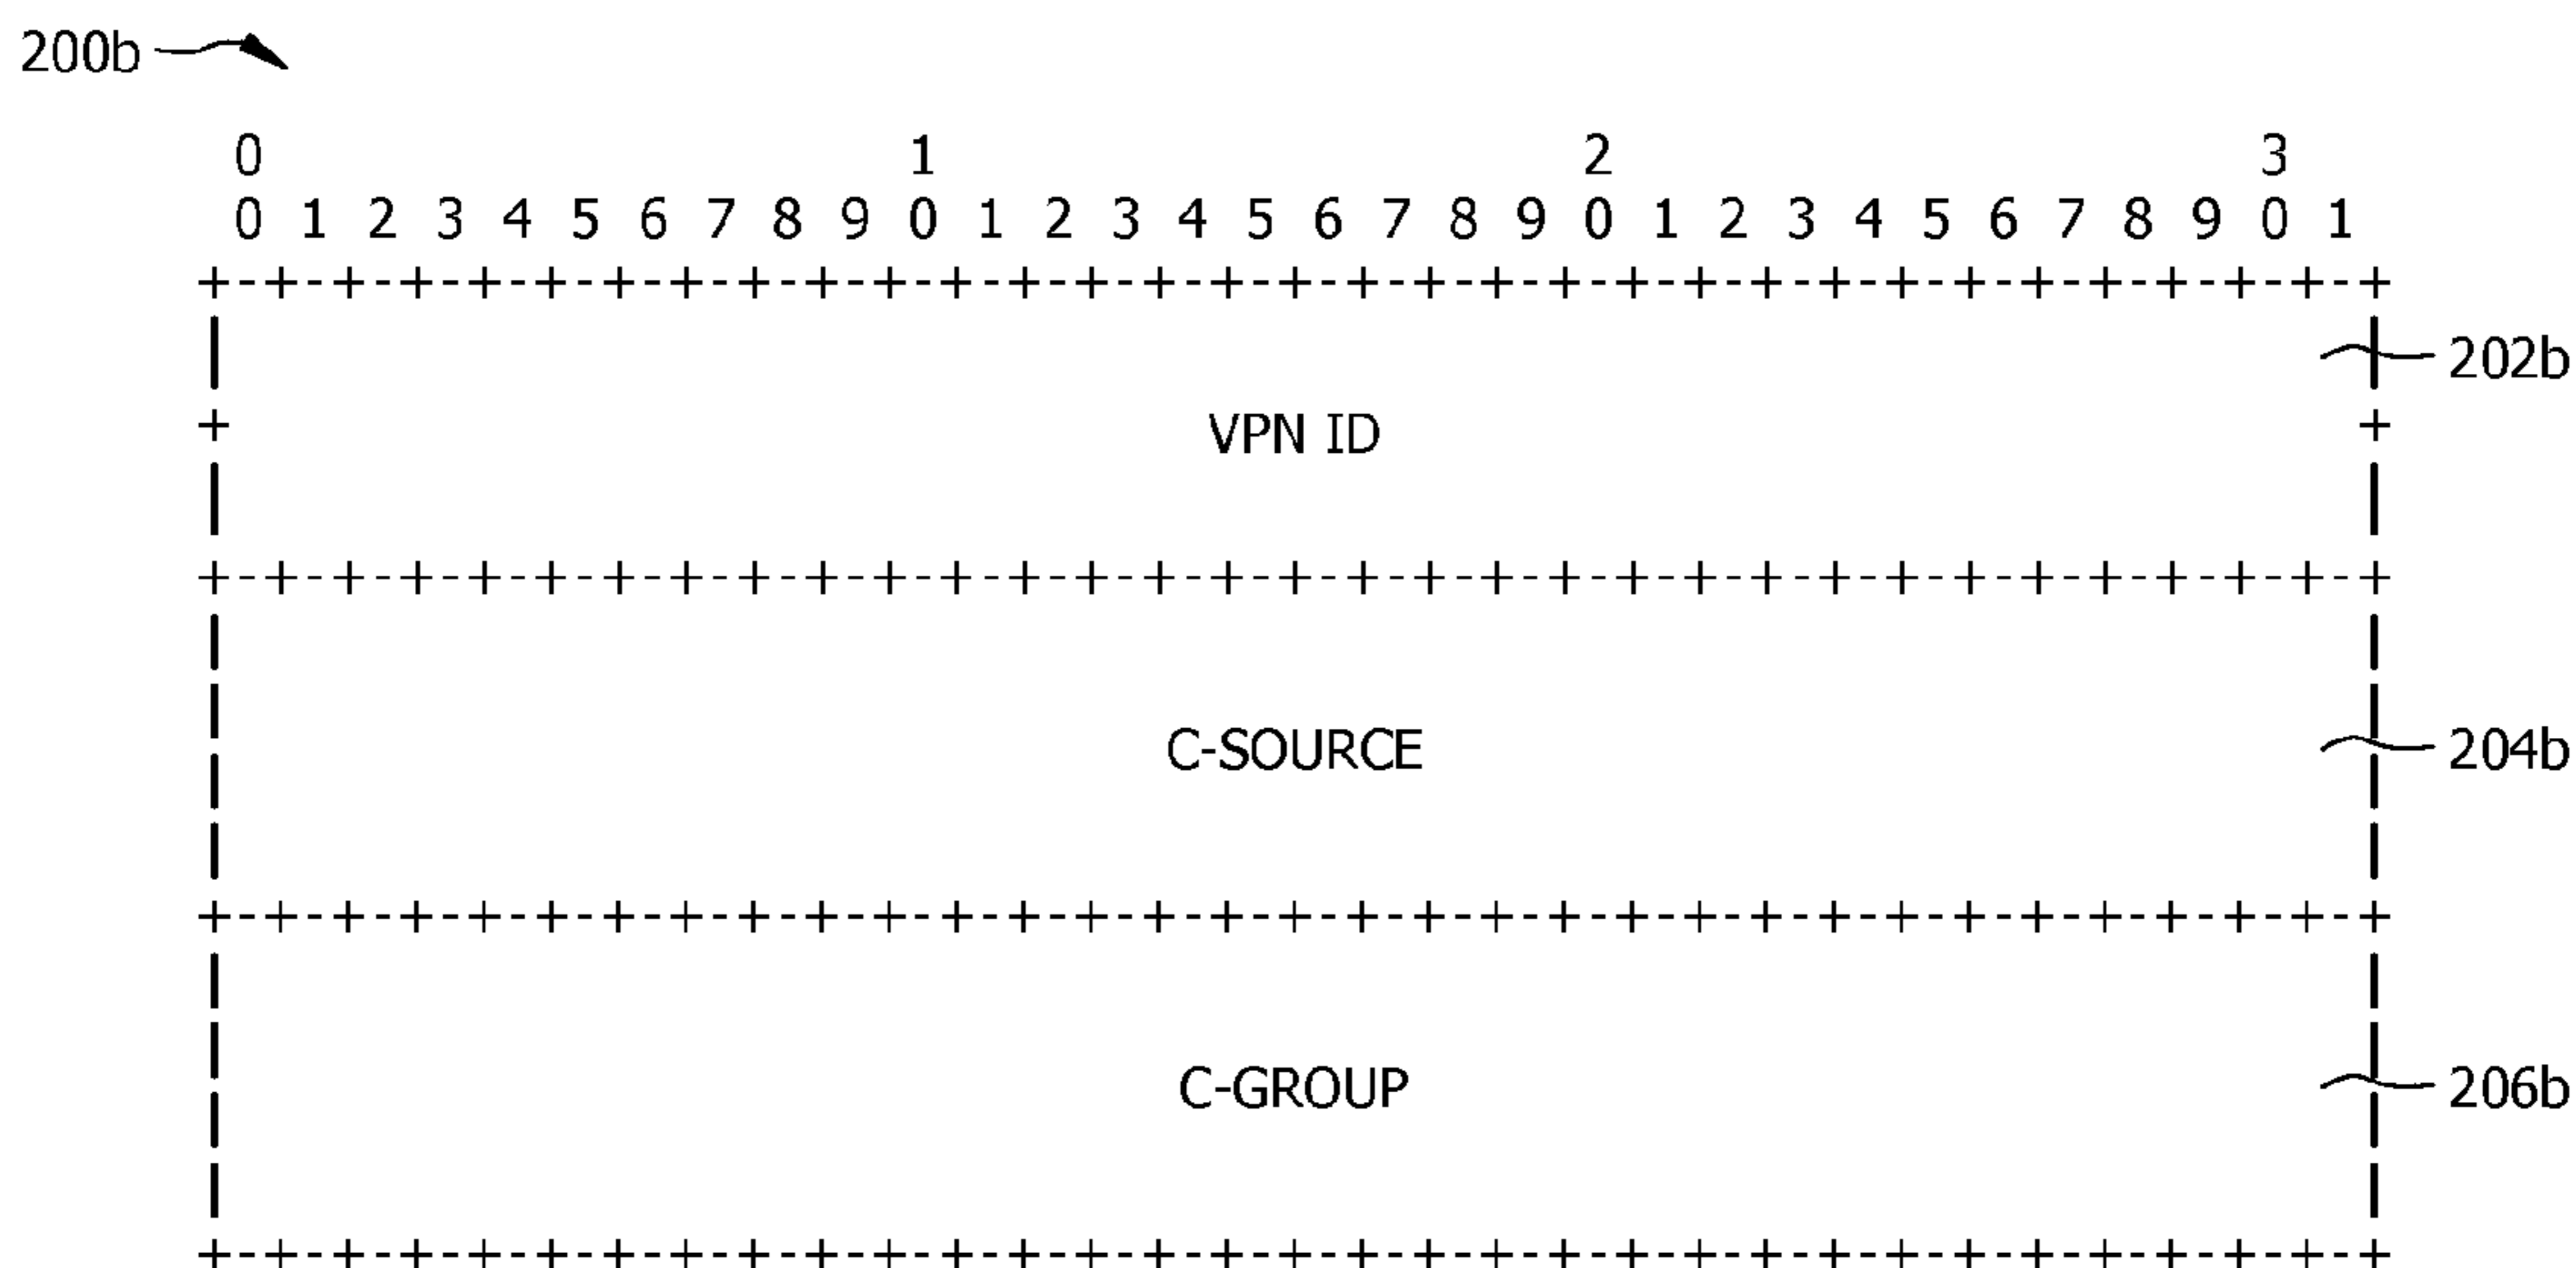 200b
0 1 2 3
0 1 2 3 4 5 6 7 8 9 0 1 2 3 4 5 6 7 8 9 0 1 2 3 4 5 6 7 8 9 0 1
202b
VPN ID
C-SOURCE 204b
C-GROUP 206b